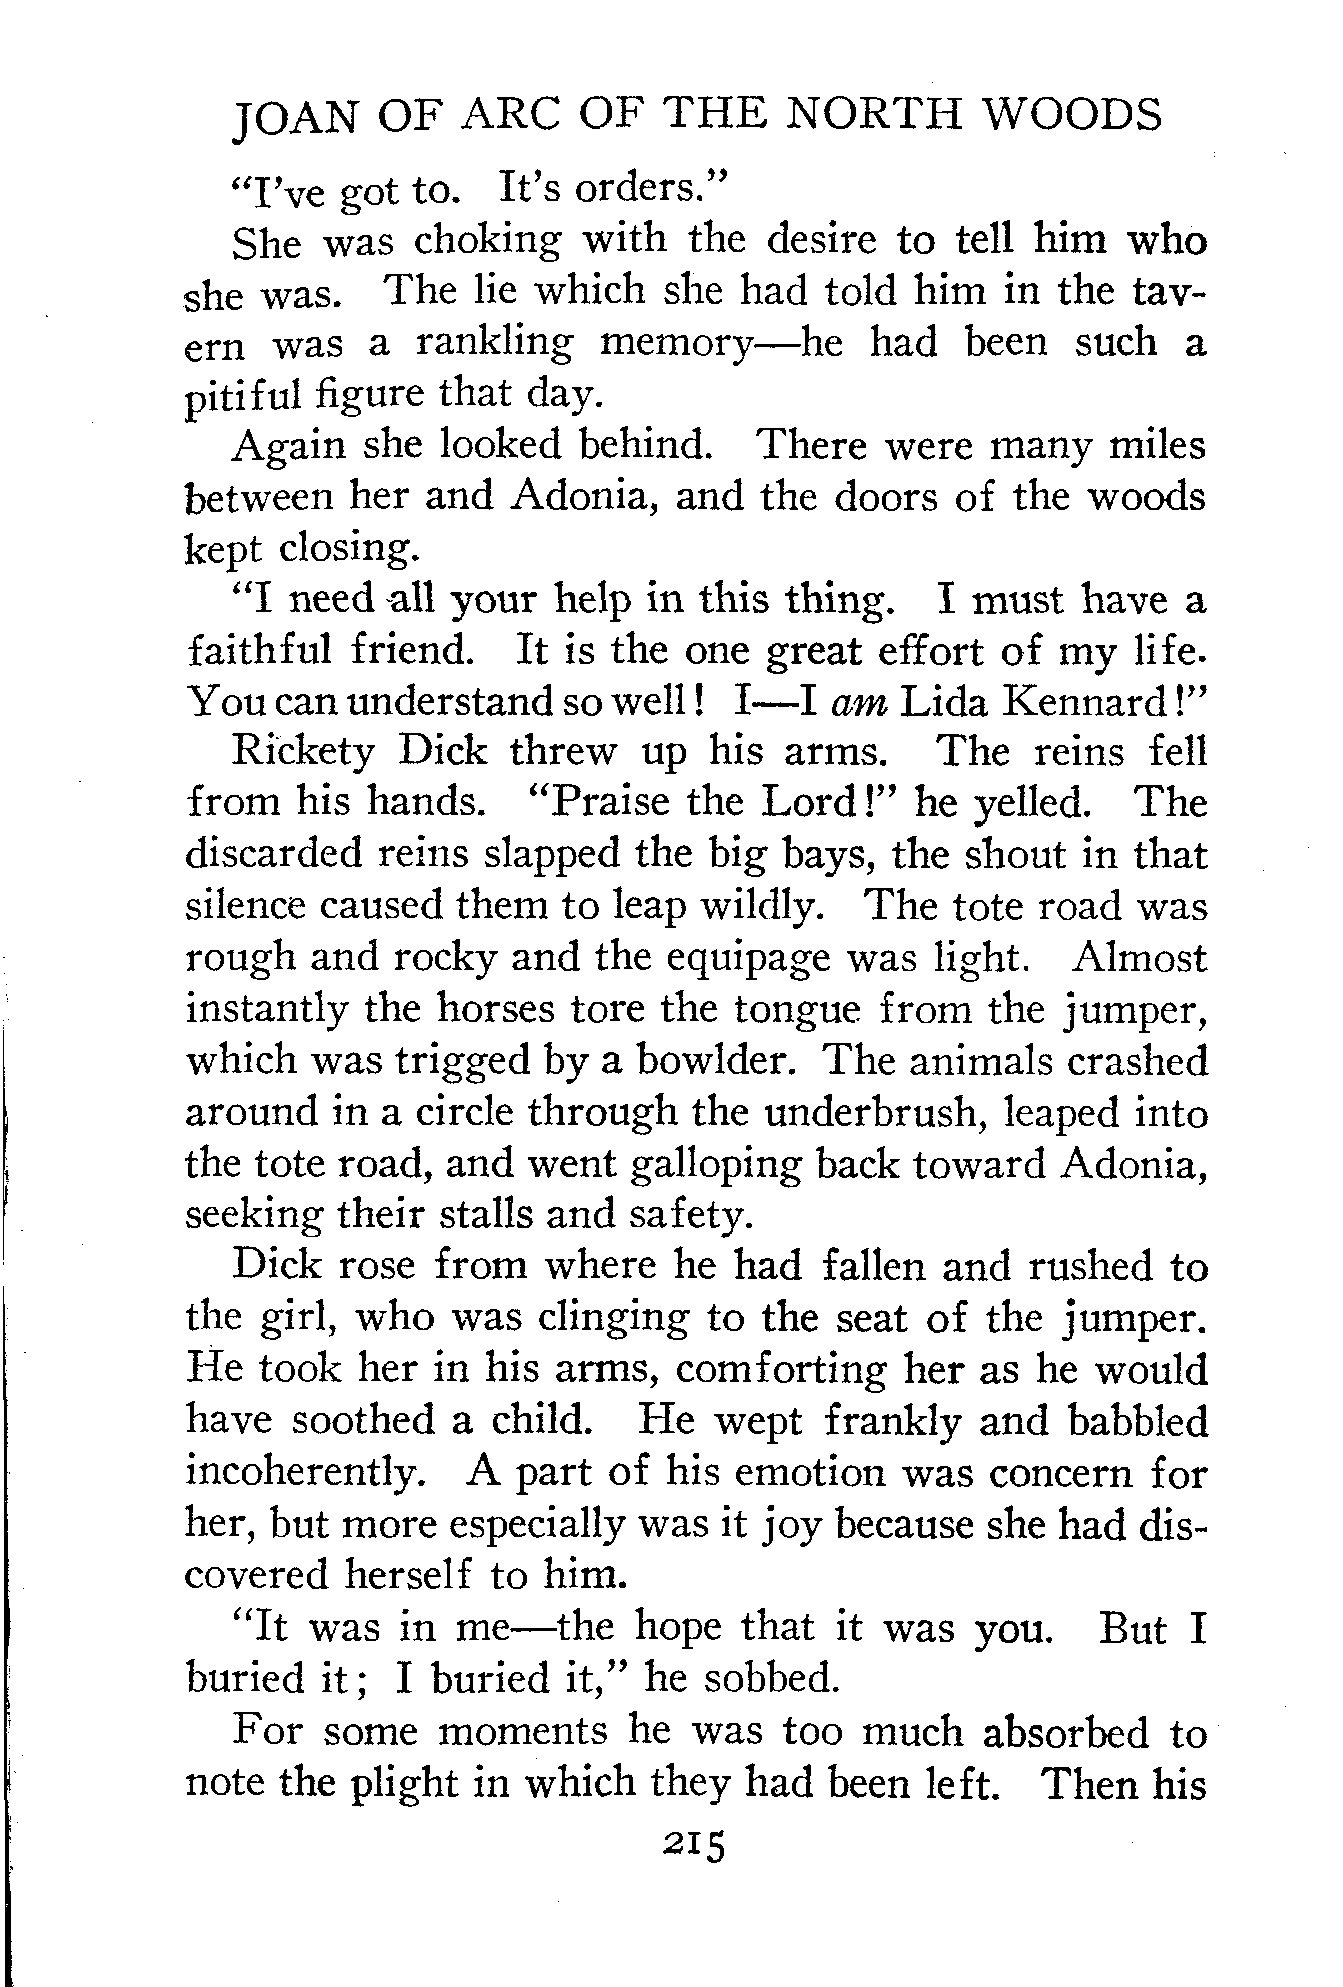 JOAN OF ARC OF THE NORTH WOODS
"I've got to. It's orders."
She was choking with the desire to tell him who
she was. The lie which she had told him in the tav-
ern was a rankling memory—he had been such a
pitiful figure that day.
Again she looked behind. There were many miles
between her and Adonia, and the doors of the woods
kept closing.
"I need all your help in this thing. I must have a
faithful friend. It is the one great effort of my life.
You can understand so well! I—I am Lida Kennard!"
Rickety Dick threw up his arms. The reins fell
from his hands. "Praise the Lord!" he yelled. The
discarded reins slapped the big bays, the shout in that
silence caused them to leap wildly. The tote road was
rough and rocky and the equipage was light. Almost
instantly the horses tore the tongue from the jumper,
which was trigged by a bowlder. The animals crashed
around in a circle through the underbrush, leaped into
the tote road, and went galloping back toward Adonia,
seeking their stalls and safety.
Dick rose from where he had fallen and rushed to
the girl, who was clinging to the seat of the jumper.
He took her in his arms, comforting her as he would
have soothed a child. He wept frankly and babbled
incoherently. A part of his emotion was concern for
her, but more especially was it joy because she had dis-
covered herself to him.
"It was in me—the hope that it was you. But I
buried it; I buried it," he sobbed.
For some moments he was too much absorbed to
note the plight in which they had been left. Then his
215